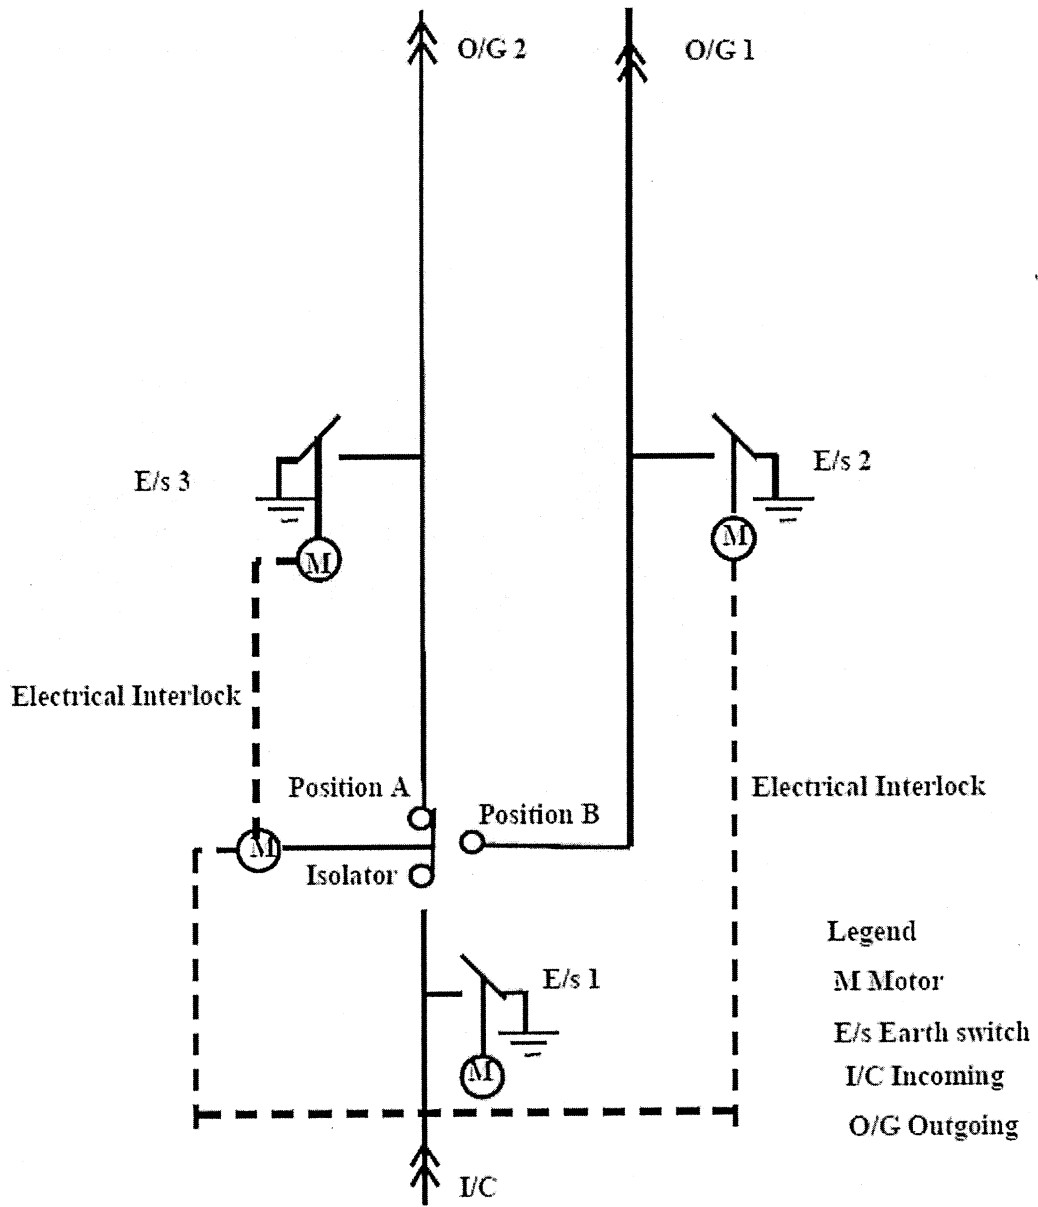 O/G 2
O/G 1
E/s 3
E/s 2
M
M
Electrical Interlock
Electrical Interlock
Position A
Position B
M
Isolator
E/s 1
M
Legend
M Motor
E/s Earth switch
I/C Incoming
O/G Outgoing
I/C